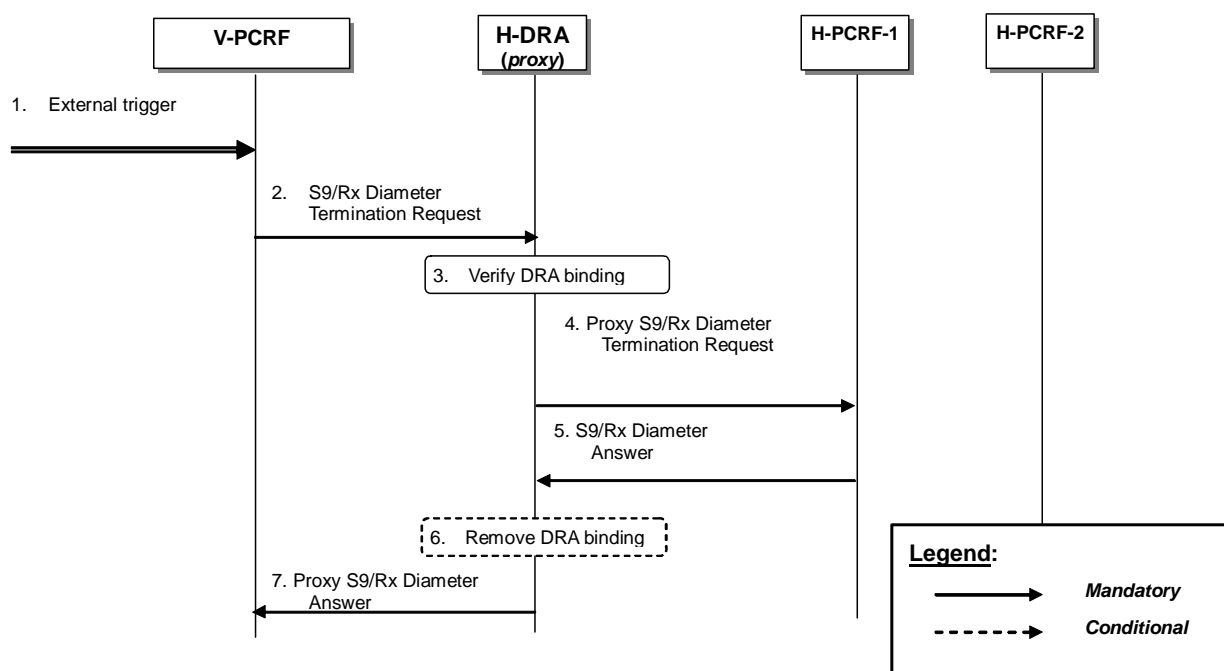 V-PCRF
H-DRA
(proxy)
H-PCRF-1
H-PCRF-2
1. External trigger
2. S9/Rx Diameter
Termination Request
3. Verify DRA binding
4. Proxy S9/Rx Diameter
Termination Request
5. S9/Rx Diameter
Answer
6. Remove DRA binding
7. Proxy S9/Rx Diameter
Answer
Legend:
Mandatory
Conditional